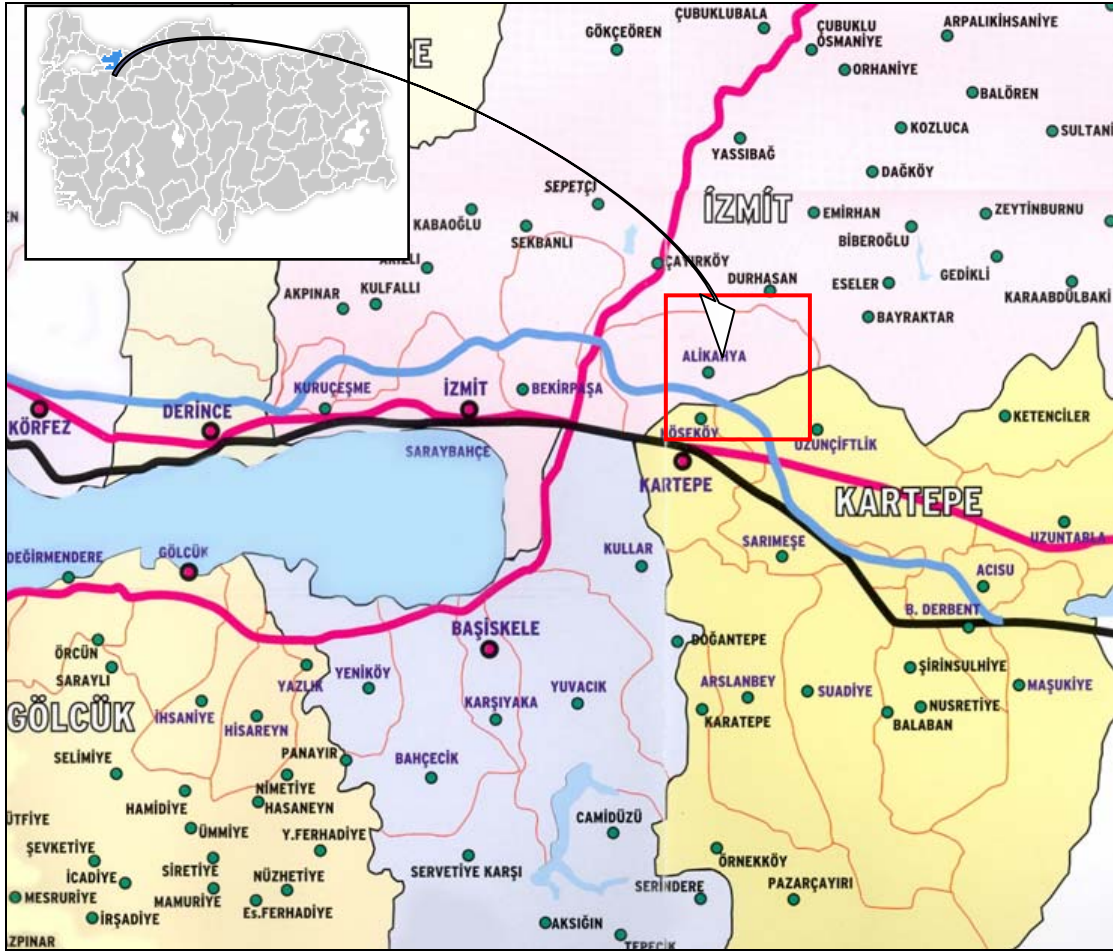 ÇUBUKLUBALA
GÖKÇEÖREN
ÇUBUKLU
OSMANİYE
ARPALIKİHSANİYE
ORHANİYE
BALÖREN
KOZLUCA
SULTANİ
YASSIBAĞ
DAĞKÖY
SEPETÇİ
KABAOĞLU
SEKBANLI
İZMİT
EMİRHAN
ZEYTİNBURNU
BİBEROĞLU
ÇAYIRKÖY
DURHASAN
GEDİKLİ
ESELER
KARAABDÜLBAKİ
AKPINAR
KULFALLI
BAYRAKTAR
ALİKAHYA
KURUÇEŞME
İZMİT
BEKİRPAŞA
KÖRFEZ
DERİNCE
KETENCİLER
KÖSEKÖY
UZUNÇİFTLİK
SARAYBAHÇE
KARTEPE
KARTEPE
UZUNTARLA
DEĞİRMENDERE
GÖLCÜK
KULLAR
SARIMEŞE
ACISU
B. DERBENT
BAŞİSKELE
DOĞANTEPE
ÖRCÜN
SARAYLI
YAZLIK
YENİKÖY
ŞİRİNSULHİYE
ARSLANBEY
SUADİYE
MAŞUKİYE
GÖLCÜK
İHSANİYE
HİSAREYN
KARŞIYAKA
YUVACIK
KARATEPE
NUSRETİYE
BALABAN
SELİMİYE
PANAYIR
BAHÇECİK
NİMETİYE
HAMİDİYE
HASANEYN
ÜTFİYE
ÜMMİYE
Y.FERHADİYE
CAMİDÜZÜ
ŞEVKETİYE
SİRETİYE
NÜZHETİYE
SERVETİYE KARŞI
ÖRNEKKÖY
İCADİYE
MAMURİYE
SERİNDERE
PAZARÇAYIRI
MESRURİYE
Es.FERHADİYE
İRŞADİYE
AKSIĞIN
TEPECİK
ZPINAR